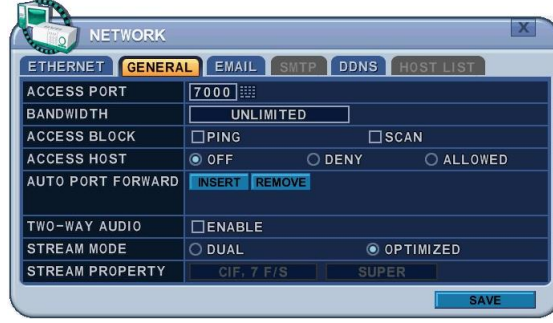 NETWORK
X
ETHERNET GENERAL EMAIL SMTP DDNS HOST LIST
ACCESS PORT 7000
BANDWIDTH UNLIMITED
ACCESS BLOCK PING SCAN
ACCESS HOST OFF DENY ALLOWED
AUTO PORT FORWARD INSERT REMOVE
TWO-WAY AUDIO ENABLE
STREAM MODE DUAL OPTIMIZED
STREAM PROPERTY CIF. 7 F/S SUPER
SAVE